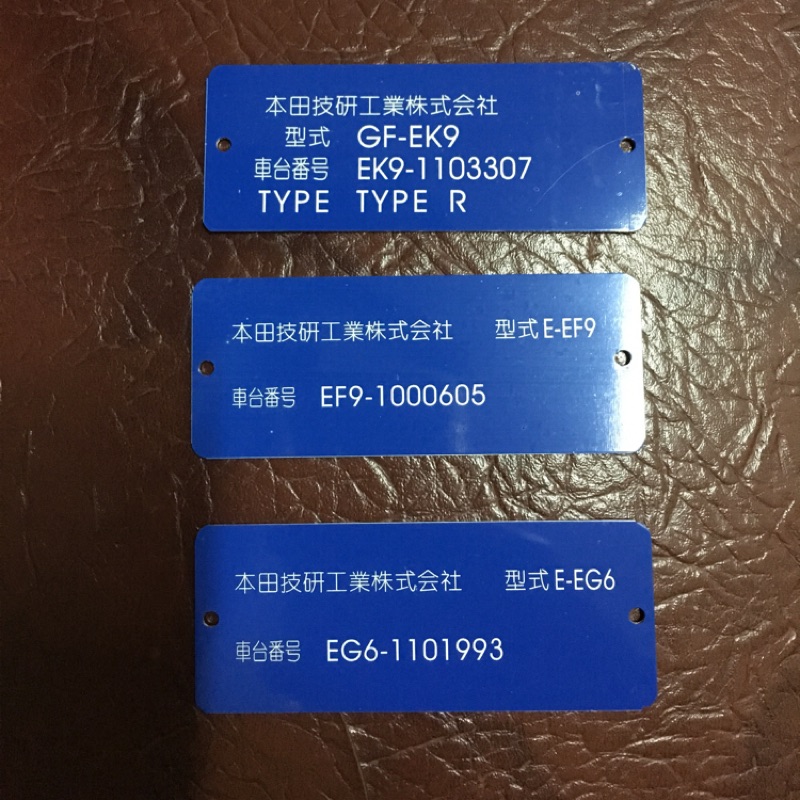 本田技研工業株式会社
型式 GF-EK9
車台番号 EK9-1103307
TYPE TYPE R
本田技研工業株式会社 型式 E-EF9
車台番号 EF9-1000605
本田技研工業株式会社 型式 E-EG6
車台番号 EG6-1101993